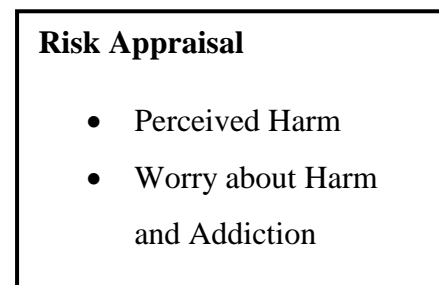 Risk Appraisal
• Perceived Harm
• Worry about Harm
and Addiction